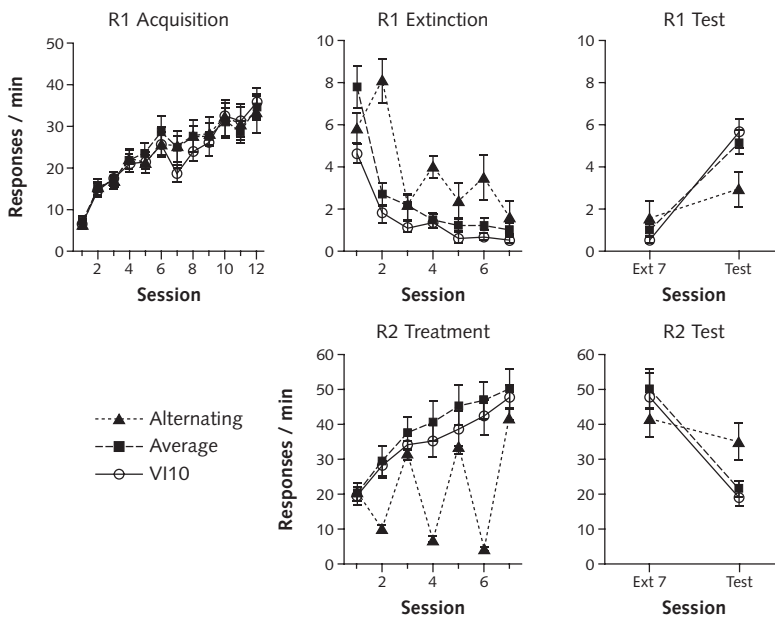 R1 Acquisition
R1 Extinction
R1 Test
Responses / min
50
40
30
20
10
0
2
4
6
8
10
12
Session
10
8
6
4
2
0
2
4
6
Session
10
8
6
4
2
0
Ext 7
Test
Session
R2 Treatment
R2 Test
Alternating
Average
VI10
Responses / min
60
50
40
30
20
10
0
2
4
6
Session
60
50
40
30
20
10
0
Ext 7
Test
Session